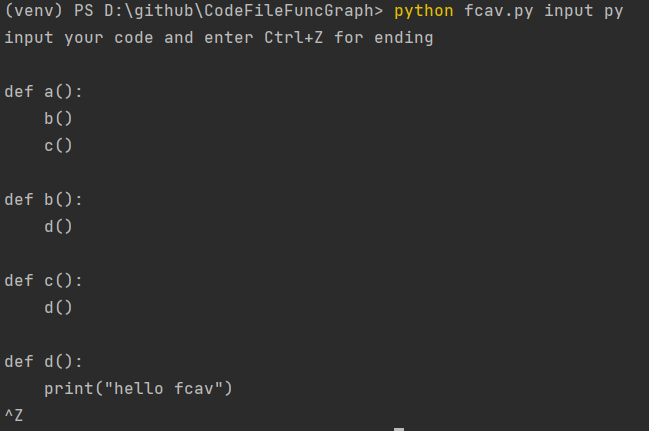 (venv) PS D:\github\CodeFileFuncGraph> python fcav.py input py
input your code and enter Ctrl+Z for ending

def a():
    b()
    c()

def b():
    d()

def c():
    d()

def d():
    print("hello fcav")
^Z